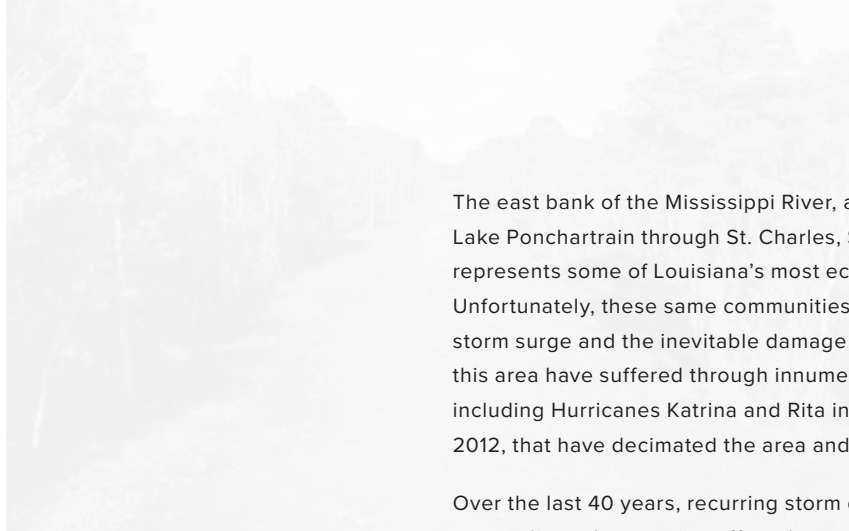 The east bank of the Mississippi River,
Lake Ponchartrain through St. Charles,
represents some of Louisiana’s most
Unfortunately, these same communities
storm surge and the inevitable damage
this area have suffered through
including Hurricanes Katrina and Rita in
2012, that have decimated the area and
Over the last 40 years, recurring storm